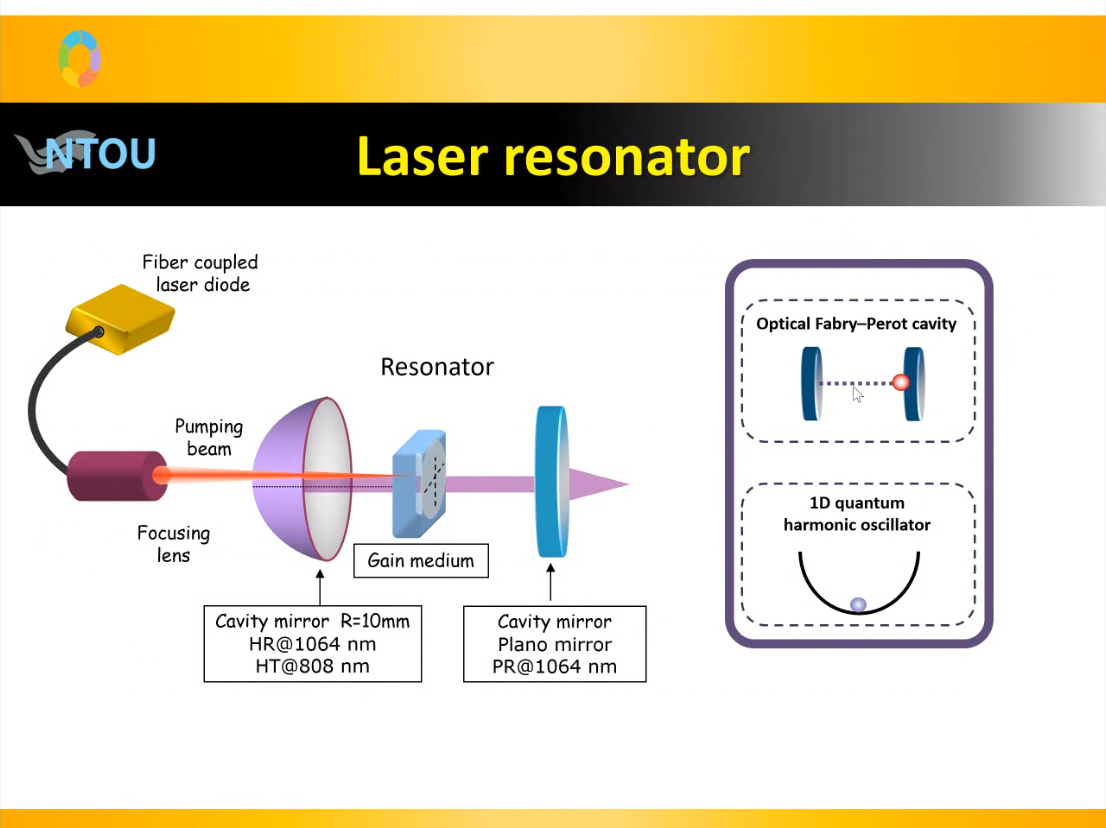 NTOU
Laser resonator
Fiber coupled
laser diode
Resonator
Pumping
beam
Focusing
lens
Gain medium
Cavity mirror R=10mm
HR@1064 nm
HT@808 nm
Cavity mirror
Plano mirror
PR@1064 nm
Optical Fabry–Perot cavity
1D quantum
harmonic oscillator